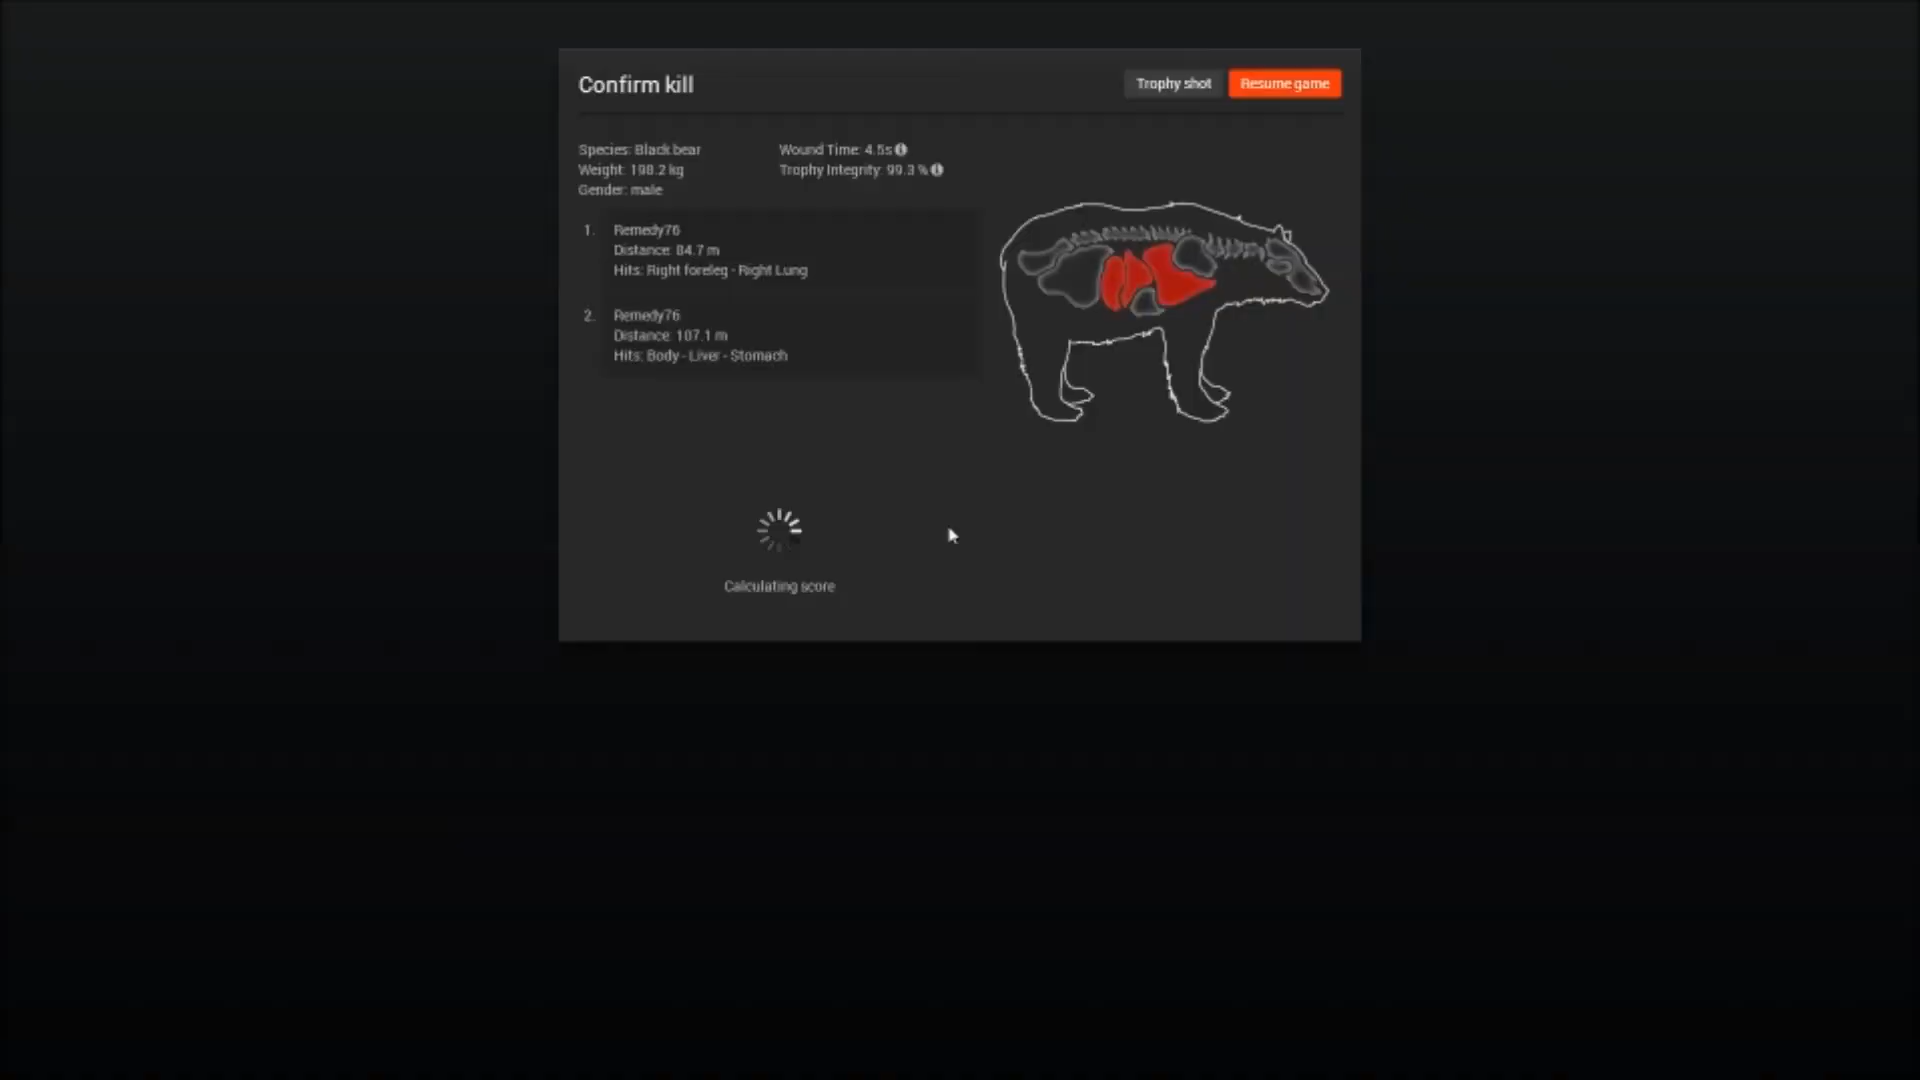 Confirm kill
Trophy shot
Resume game
Species: Black bear
Weight: 198.2 kg
Gender: male
Wound Time: 4.5s
Trophy Integrity: 99.3 %
1. Remedy76
Distance: 84.7 m
Hits: Right foreleg - Right Lung
2. Remedy76
Distance: 107.1 m
Hits: Body - Liver - Stomach
Calculating score